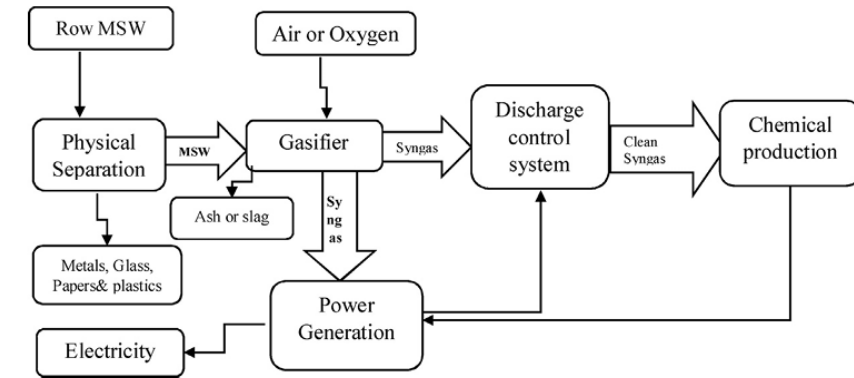 Row MSW
Air or Oxygen
Physical
Separation
MSW
Gasifier
Syngas
Discharge
control
system
Clean
Syngas
Chemical
production
Ash or slag
Sy
ng
as
Metals, Glass,
Papers& plastics
Power
Generation
Electricity